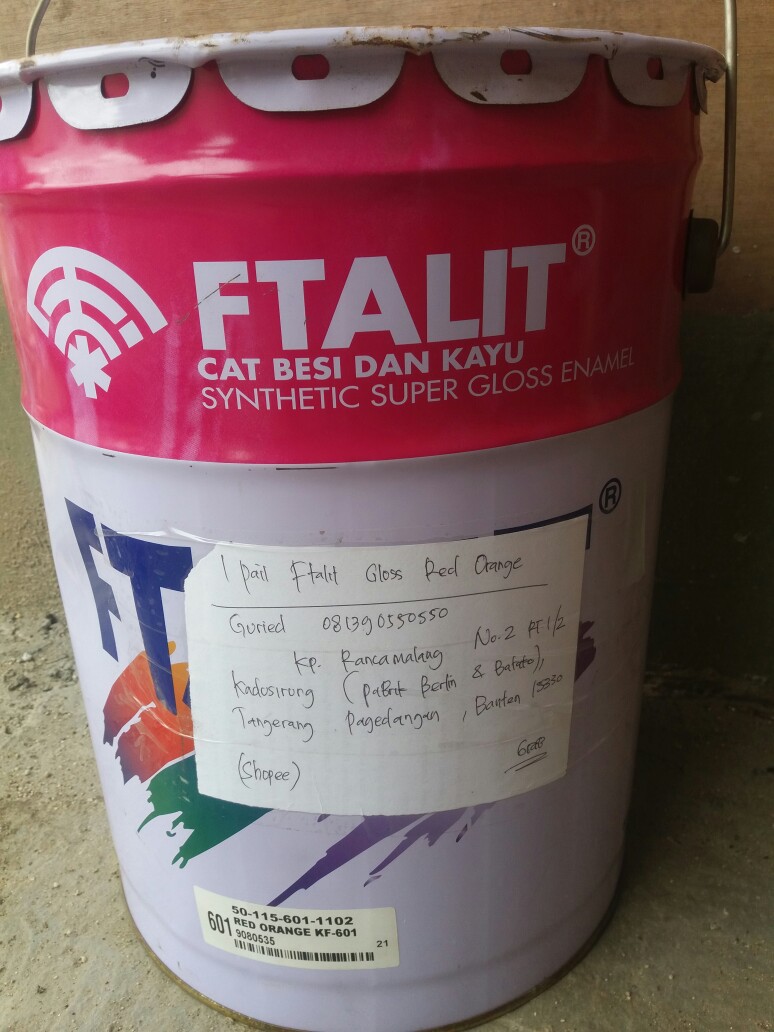 FTALIT®
CAT BESI DAN KAYU
SYNTHETIC SUPER GLOSS ENAMEL
®
FT
1 pail Ftalit Gloss Red Orange
Guried 081390550550
Kp. Rancamalang No.2 RT 1/2
Kadusirung (pabrik Berlin &
Tangerang pagedangan, Banten 15330
(Shopee)
601
50-115-601-1102
RED ORANGE KF-601
9080535
21